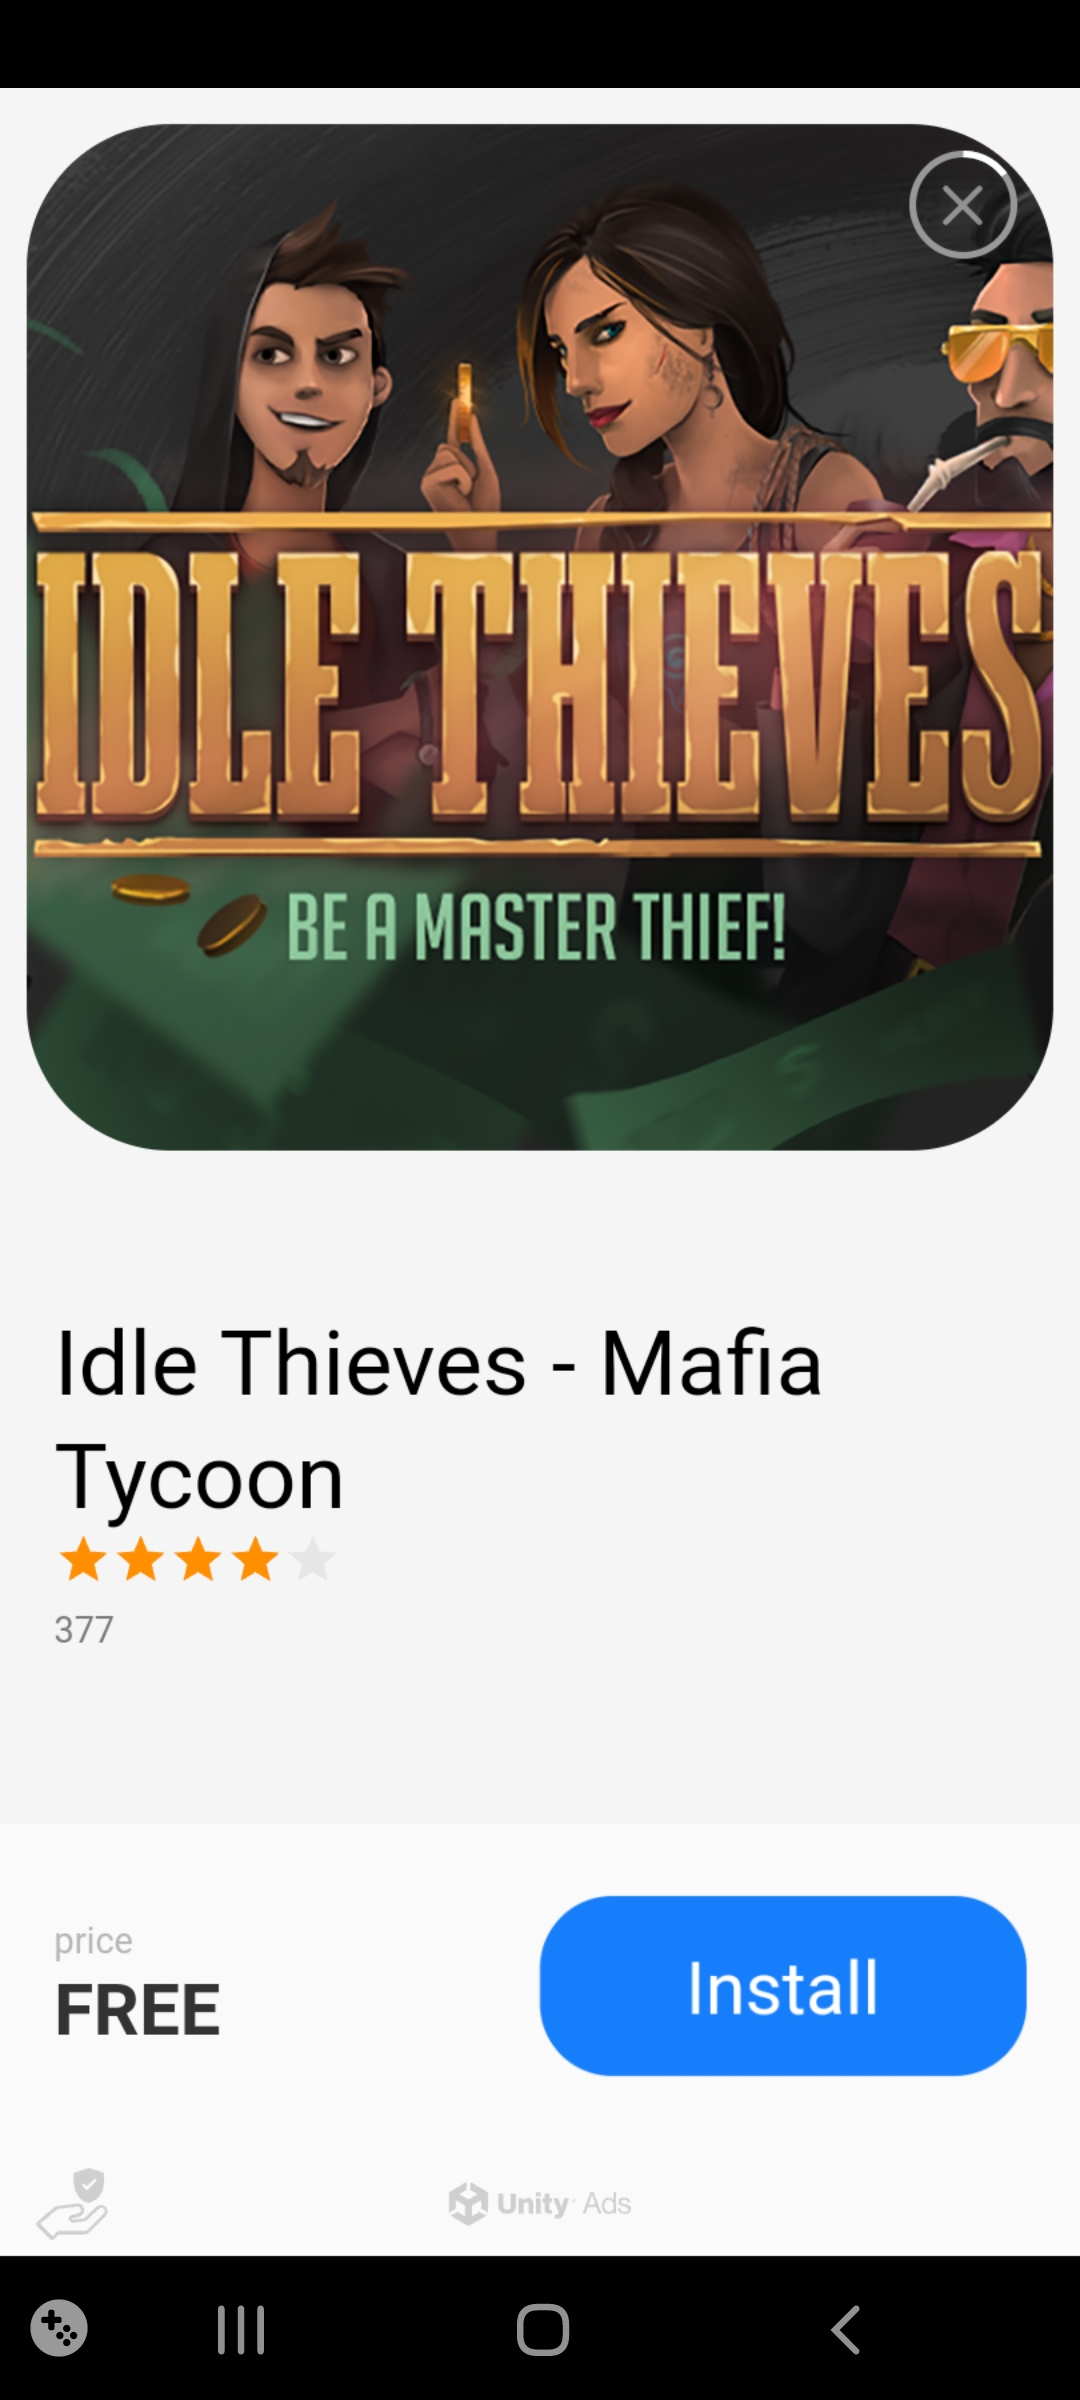 IDLE THIEVES
BE A MASTER THIEF!
Idle Thieves - Mafia
Tycoon
377
price
FREE
Install
Unity Ads